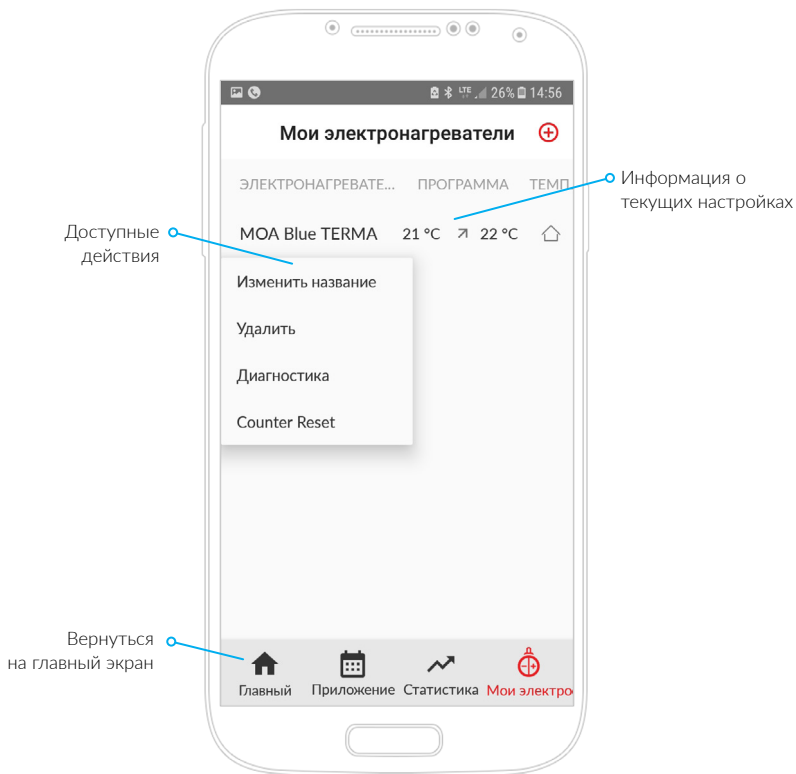 LTE 26% 14:56
Мои электронагреватели
ЭЛЕКТРОНАГРЕВАТЕ... ПРОГРАММА ТЕМП
Информация о
текущих настройках
MOA Blue TERMA 21 °C 22 °C
Доступные
действия
Изменить название
Удалить
Диагностика
Counter Reset
Вернуться
на главный экран
Главный Приложение Статистика Мои электро